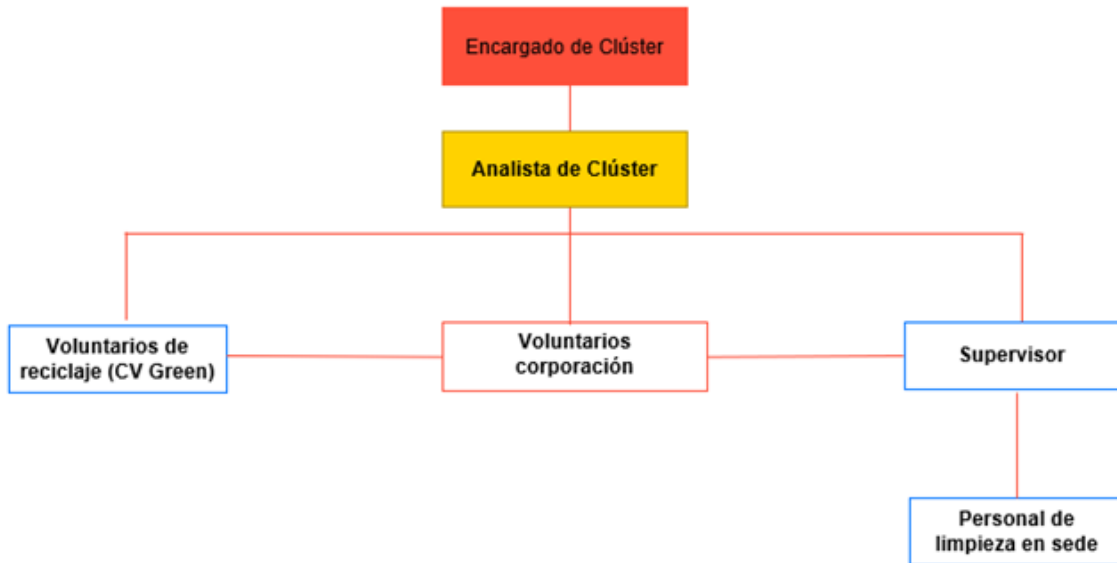 Encargado de Clúster
Analista de Clúster
Voluntarios de
reciclaje (CV Green)
Voluntarios
corporación
Supervisor
Personal de
limpieza en sede